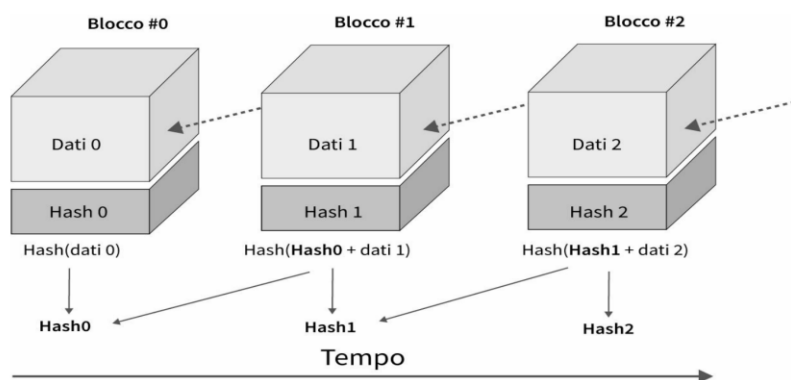 Blocco #0
Blocco #1
Blocco #2
Dati 0
Dati 1
Dati 2
Hash 0
Hash 1
Hash 2
Hash(dati 0)
Hash(Hash0 + dati 1)
Hash(Hash1 + dati 2)
Hash0
Hash1
Hash2
Tempo